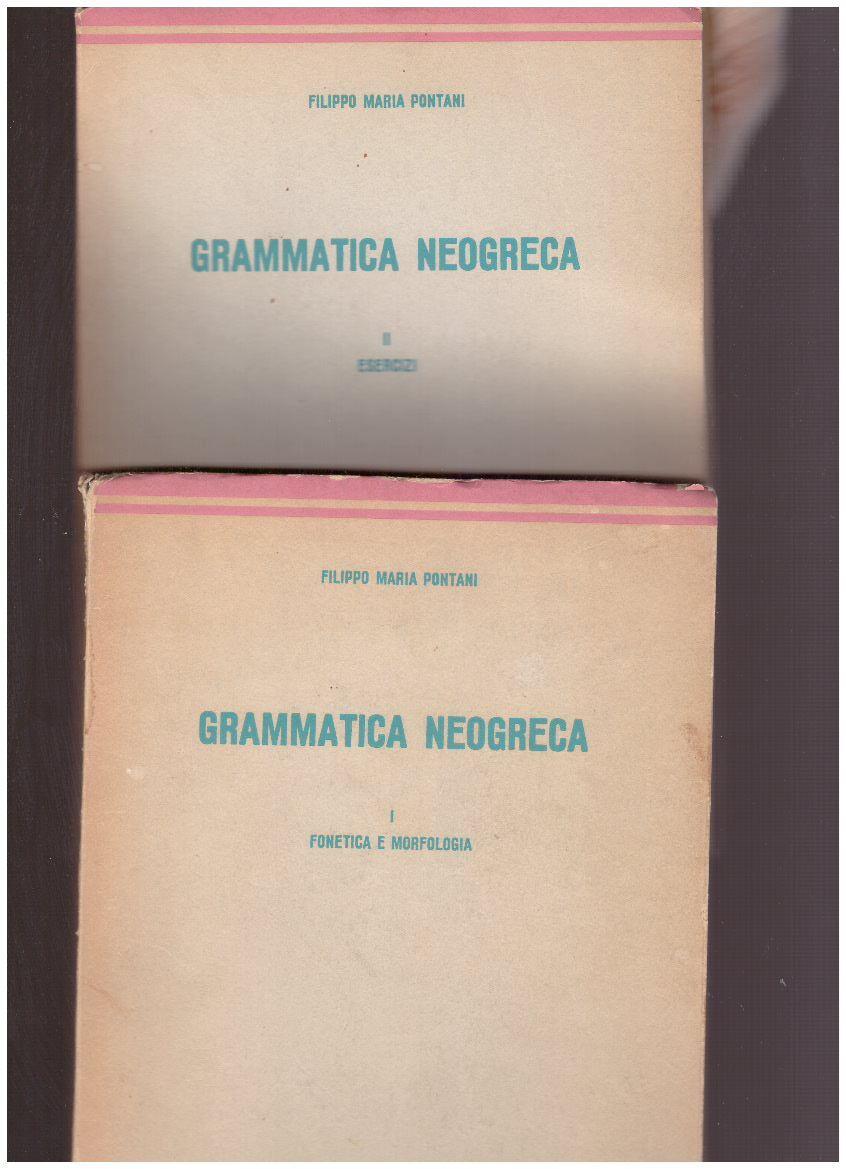 FILIPPO MARIA PONTANI
GRAMMATICA NEOGRECA
II
ESERCIZI
FILIPPO MARIA PONTANI
GRAMMATICA NEOGRECA
I
FONETICA E MORFOLOGIA